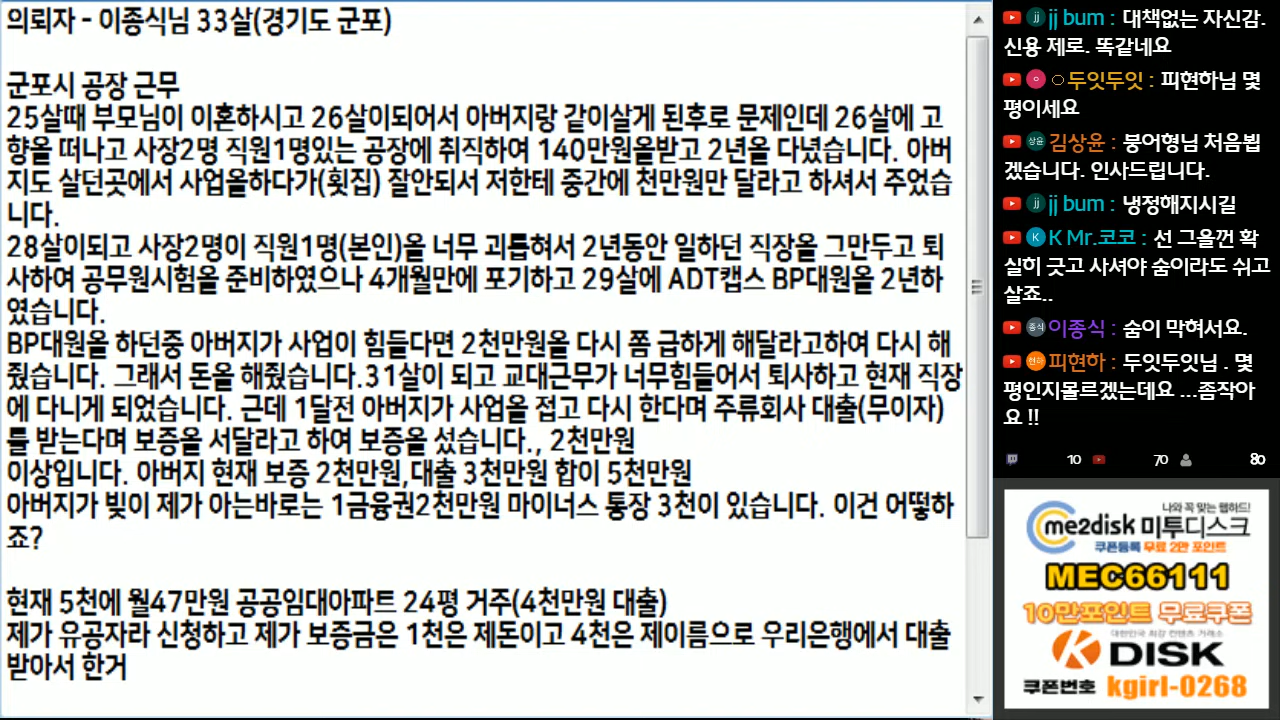 의뢰자 - 이종식님 33살(경기도 군포)
군포시 공장 근무
25살때 부모님이 이혼하시고 26살이되어서 아버지랑 같이살게 된후로 문제인데 26살에 고
향을 떠나고 사장2명 직원1명있는 공장에 취직하여 140만원을받고 2년을 다녔습니다. 아버
지도 살던곳에서 사업을하다가(횟집) 잘안되서 저한테 중간에 천만원만 달라고 하셔서 주었습
니다.
28살이되고 사장2명이 직원1명(본인)을 너무 괴롭혀서 2년동안 일하던 직장을 그만두고 퇴
사하여 공무원시험을 준비하였으나 4개월만에 포기하고 29살에 ADT캡스 BP대원을 2년하
였습니다.
BP대원을 하던중 아버지가 사업이 힘들다면 2천만원을 다시 쫌 급하게 해달라고하여 다시 해
줬습니다. 그래서 돈을 해줬습니다.31살이 되고 교대근무가 너무힘들어서 퇴사하고 현재 직장
에 다니게 되었습니다. 근데 1달전 아버지가 사업을 접고 다시 한다며 주류회사 대출(무이자)
를 받는다며 보증을 서달라고 하여 보증을 섰습니다., 2천만원
이상입니다. 아버지 현재 보증 2천만원,대출 3천만원 합이 5천만원
아버지가 빚이 제가 아는바로는 1금융권2천만원 마이너스 통장 3천이 있습니다. 이건 어떻하
죠?
현재 5천에 월47만원 공공임대아파트 24평 거주(4천만원 대출)
제가 유공자라 신청하고 제가 보증금은 1천은 제돈이고 4천은 제이름으로 우리은행에서 대출
받아서 한거
jj jj bum : 대책없는 자신감.
신용 제로. 똑같네요
ㅇ ㅇ두잇두잇 : 피현하님 몇
평이세요
상윤 김상윤 : 붕어형님 처음뵙
겠습니다. 인사드립니다.
jj jj bum : 냉정해지시길
K K Mr.코코 : 선 그을껀 확
실히 긋고 사셔야 숨이라도 쉬고
살죠..
종식 이종식 : 숨이 막혀서요.
현하 피현하 : 두잇두잇님 . 몇
평인지몰르겠는데요 ...좀작아
요 !!
10 70 80
나와 꼭 맞는 웹하드!
me2disk 미투디스크
쿠폰등록 무료 2만 포인트
MEC66111
10만포인트 무료쿠폰
대한민국 최강 컨텐츠 거래소
K DISK
쿠폰번호 kgirl-0268